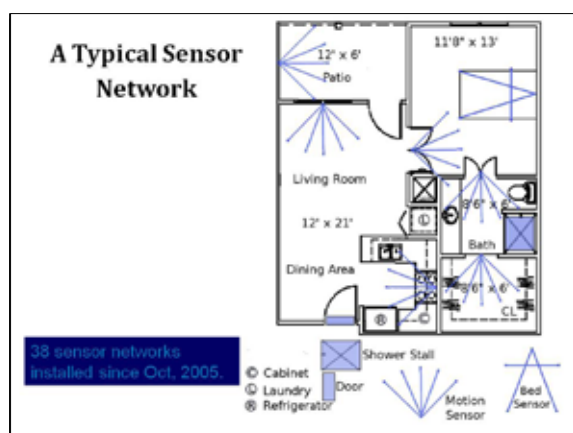 A Typical Sensor
Network
12" x 6'
Patio
11'8" x 13'
Living Room
12" x 21'
Dining Area
Ⓛ
8'6" x 6'
Bath
8'6" x 6'
CL
Ⓡ
Ⓒ
38 sensor networks
installed since Oct, 2005.
Shower Stall
Ⓒ Cabinet
Ⓛ Laundry
Ⓡ Refrigerator
Door
Motion
Sensor
Bed
Sensor